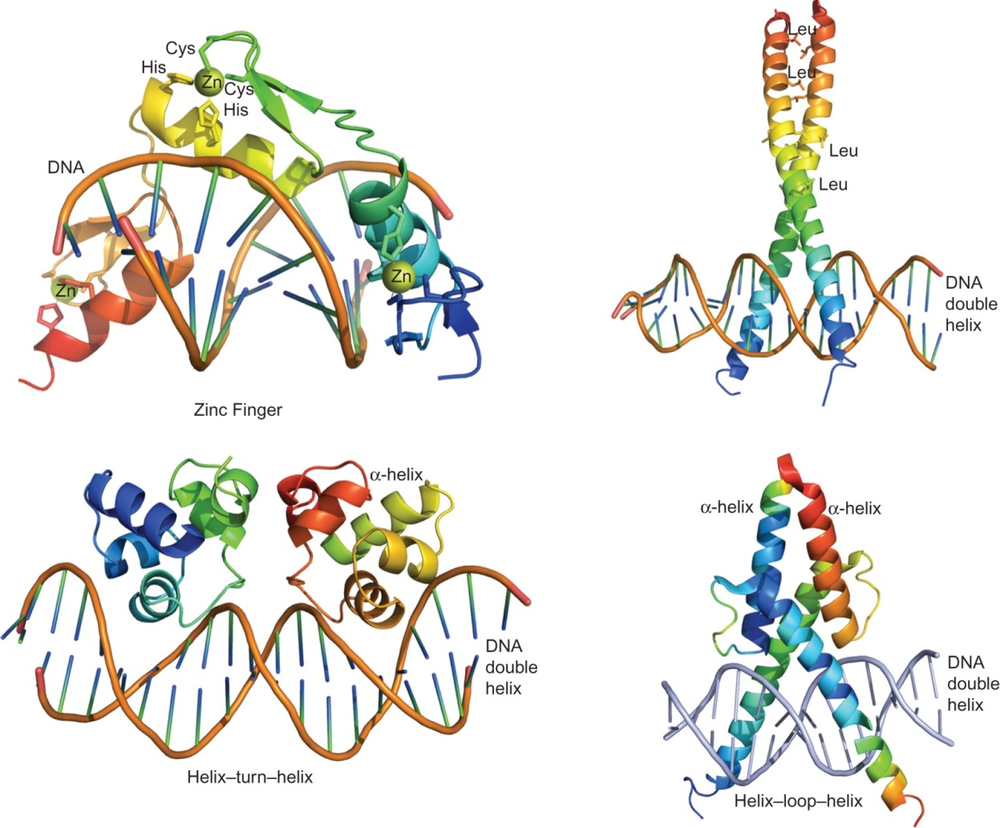 Cys
His
Zn
Cys
His
DNA
Zn
Zn
Zinc Finger
Leu
Leu
Leu
Leu
DNA
double
helix
α-helix
DNA
double
helix
Helix–turn–helix
α-helix
α-helix
DNA
double
helix
Helix–loop–helix